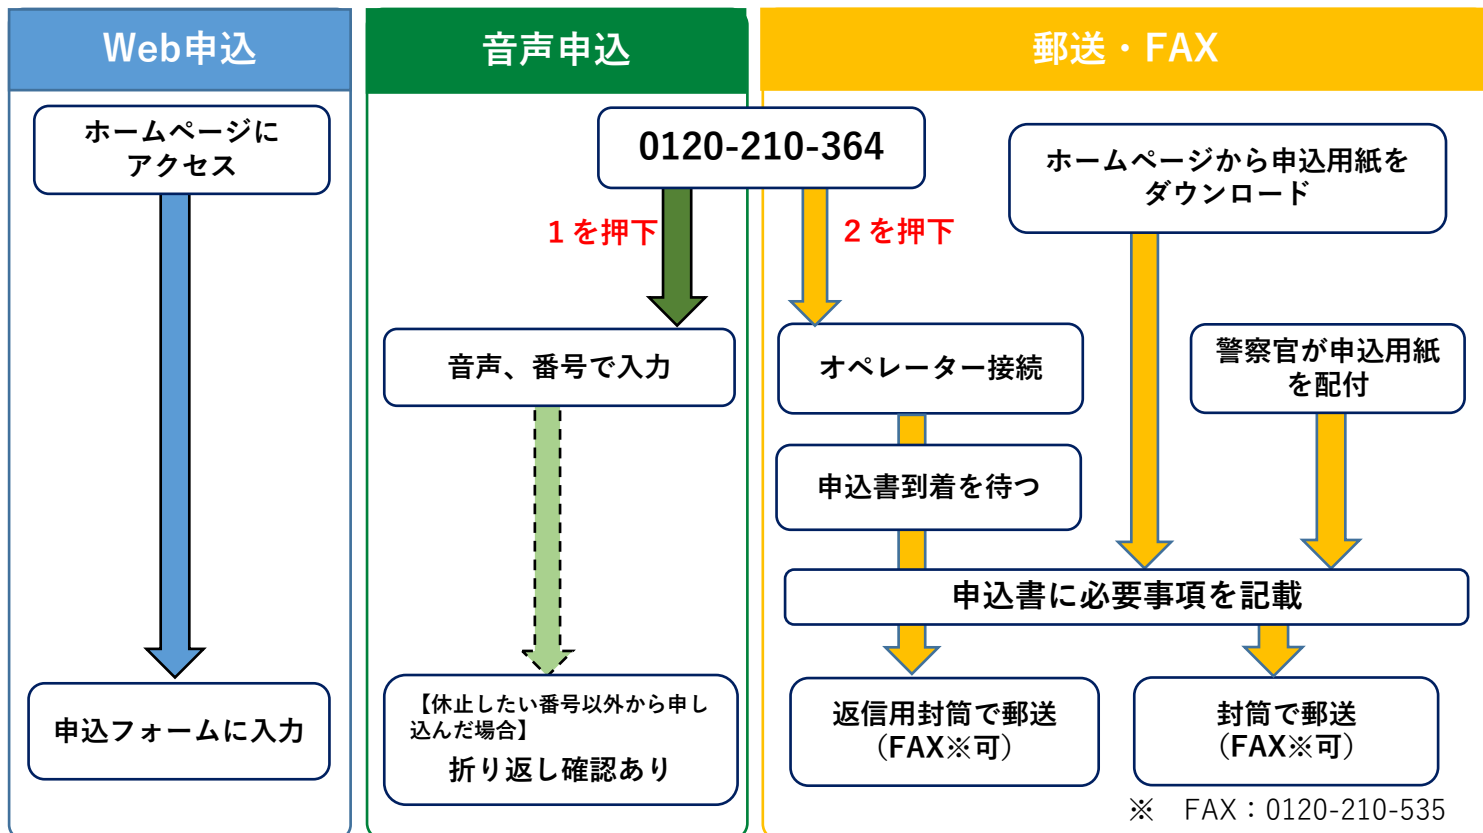 Web申込
ホームページに
アクセス
申込フォームに入力
音声申込
0120-210-364
1を押下
音声、番号で入力
【休止したい番号以外から申し
込んだ場合】
折り返し確認あり
郵送・FAX
2を押下
オペレーター接続
申込書到着を待つ
ホームページから申込用紙を
ダウンロード
警察官が申込用紙
を配付
申込書に必要事項を記載
返信用封筒で郵送
（FAX※可）
封筒で郵送
（FAX※可）
※　FAX：0120-210-535